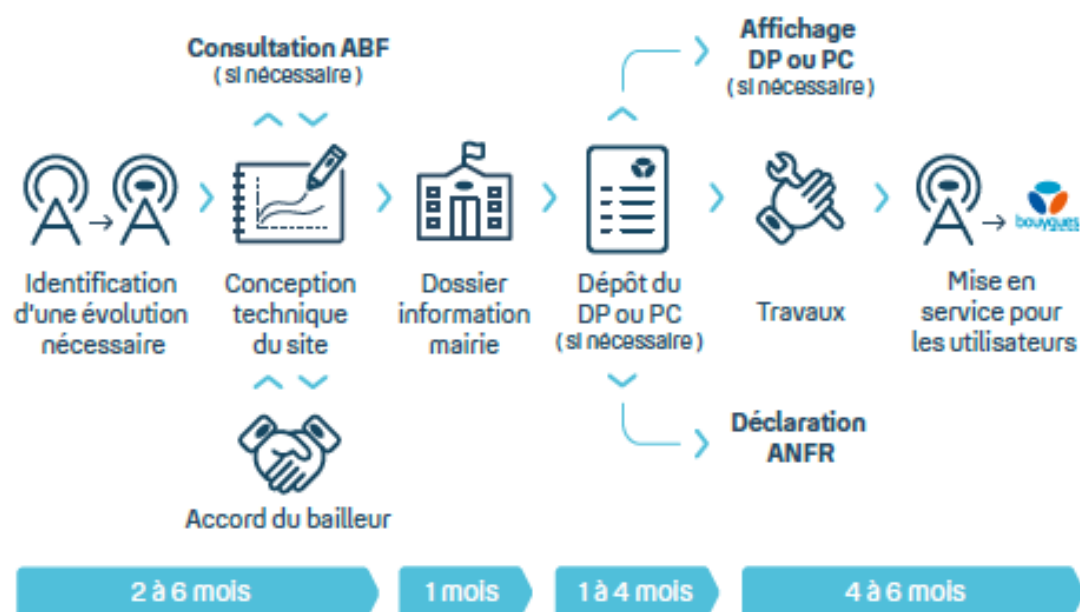 Consultation ABF
( si nécessaire )
Affichage
DP ou PC
( si nécessaire )
Identification
d'une évolution
nécessaire
Conception
technique
du site
Dossier
information
mairie
Dépôt du
DP ou PC
( si nécessaire )
Travaux
bouygues
Mise en
service pour
les utilisateurs
Accord du bailleur
Déclaration
ANFR
2 à 6 mois
1 mois
1 à 4 mois
4 à 6 mois